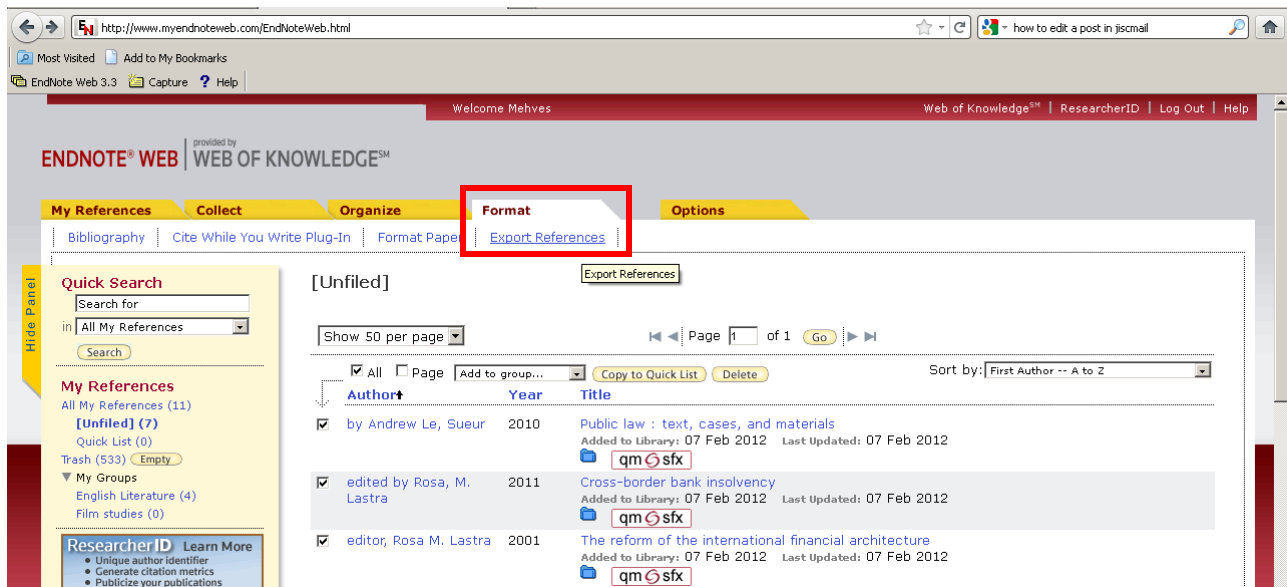 http://www.myendnoteweb.com/EndNoteWeb.html
how to edit a post in jiscmail
Most Visited Add to My Bookmarks
EndNote Web 3.3 Capture ? Help
Welcome Mehves
Web of Knowledge℠ | ResearcherID | Log Out | Help
ENDNOTE® WEB | provided by WEB OF KNOWLEDGE℠
My References Collect Organize Format Options
Bibliography Cite While You Write Plug-In Format Paper Export References
Export References
Hide Panel
Quick Search
Search for
in All My References
Search
My References
All My References (11)
[Unfiled] (7)
Quick List (0)
Trash (533) Empty
My Groups
English Literature (4)
Film studies (0)
ResearcherID Learn More
• Unique author identifier
• Generate citation metrics
• Publicize your publications
[Unfiled]
Show 50 per page
Page 1 of 1 Go
All Page Add to group... Copy to Quick List Delete
Sort by: First Author -- A to Z
Author Year Title
by Andrew Le, Sueur 2010 Public law : text, cases, and materials
Added to Library: 07 Feb 2012 Last Updated: 07 Feb 2012
qm sfx
edited by Rosa, M. Lastra 2011 Cross-border bank insolvency
Added to Library: 07 Feb 2012 Last Updated: 07 Feb 2012
qm sfx
editor, Rosa M. Lastra 2001 The reform of the international financial architecture
Added to Library: 07 Feb 2012 Last Updated: 07 Feb 2012
qm sfx